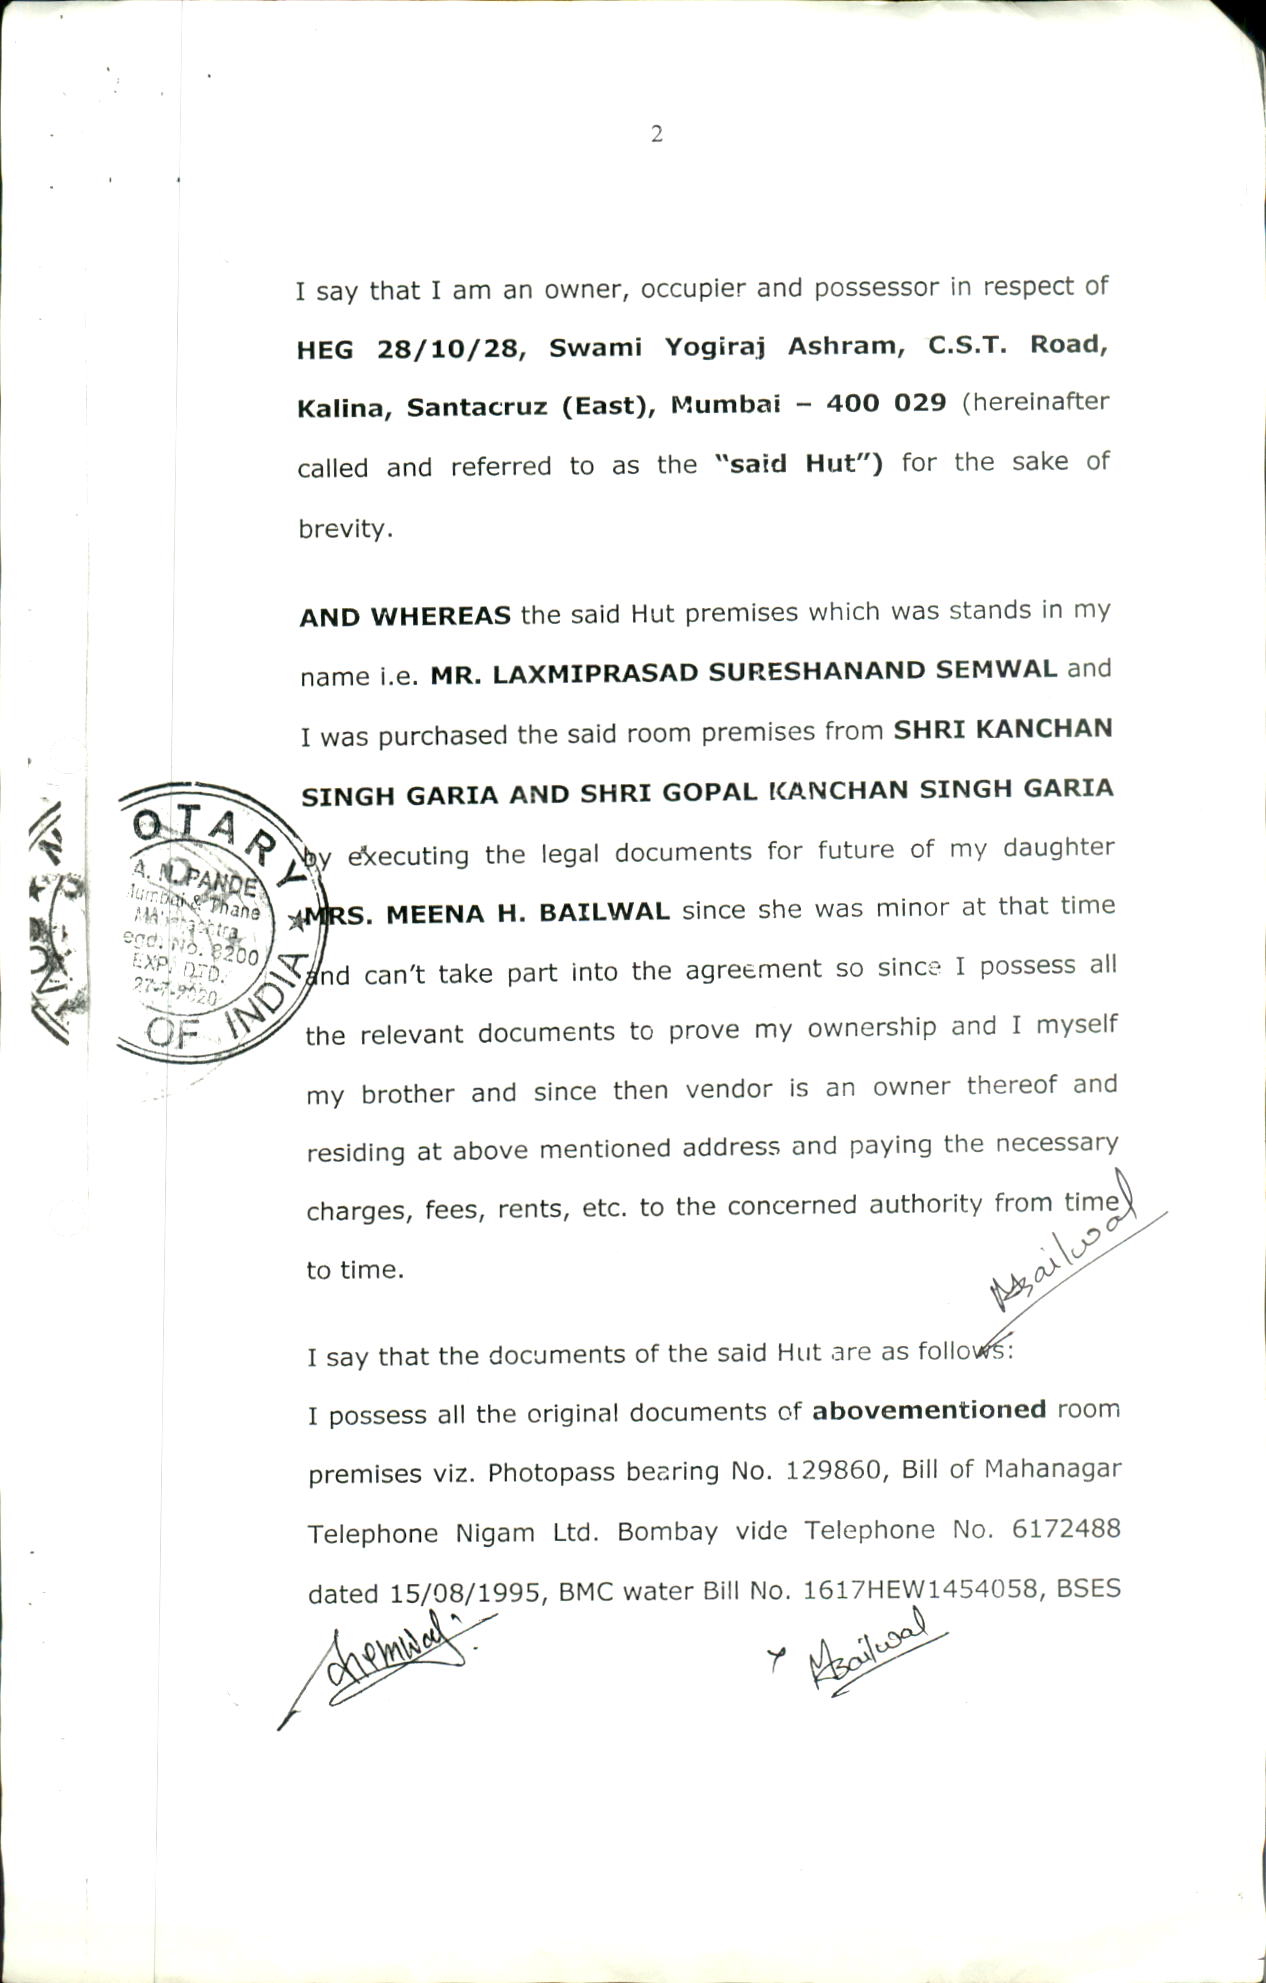 2
I say that I am an owner, occupier and possessor in respect of
HEG 28/10/28, Swami Yogiraj Ashram, C.S.T. Road,
Kalina, Santacruz (East), Mumbai – 400 029 (hereinafter
called and referred to as the “said Hut”) for the sake of
brevity.
AND WHEREAS the said Hut premises which was stands in my
name i.e. MR. LAXMIPRASAD SURESHANAND SEMWAL and
I was purchased the said room premises from SHRI KANCHAN
SINGH GARIA AND SHRI GOPAL KANCHAN SINGH GARIA
by executing the legal documents for future of my daughter
MRS. MEENA H. BAILWAL since she was minor at that time
and can’t take part into the agreement so since I possess all
the relevant documents to prove my ownership and I myself
my brother and since then vendor is an owner thereof and
residing at above mentioned address and paying the necessary
charges, fees, rents, etc. to the concerned authority from time
to time.
OTARY
A. N. PANDE
Mumbai & Thane
egd. No. 8200
EXP. DTD.
27-7-2020
OF INDIA
MBailwal
I say that the documents of the said Hut are as follows:
I possess all the original documents of abovementioned room
premises viz. Photopass bearing No. 129860, Bill of Mahanagar
Telephone Nigam Ltd. Bombay vide Telephone No. 6172488
dated 15/08/1995, BMC water Bill No. 1617HEW1454058, BSES
MBailwal